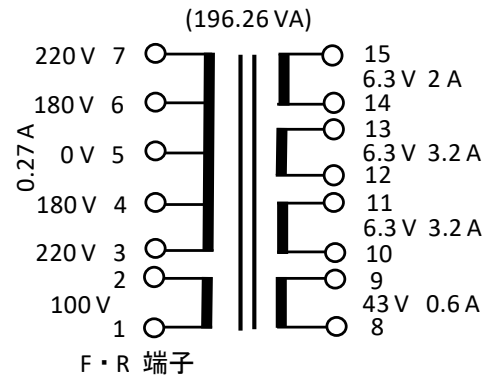 (196.26 VA)
220 V 7
180 V 6
0 V 5
180 V 4
220 V 3
2
100 V
1
0.27 A
15
6.3 V 2 A
14
13
6.3 V 3.2 A
12
11
6.3 V 3.2 A
10
9
43 V 0.6 A
8
F・R 端子